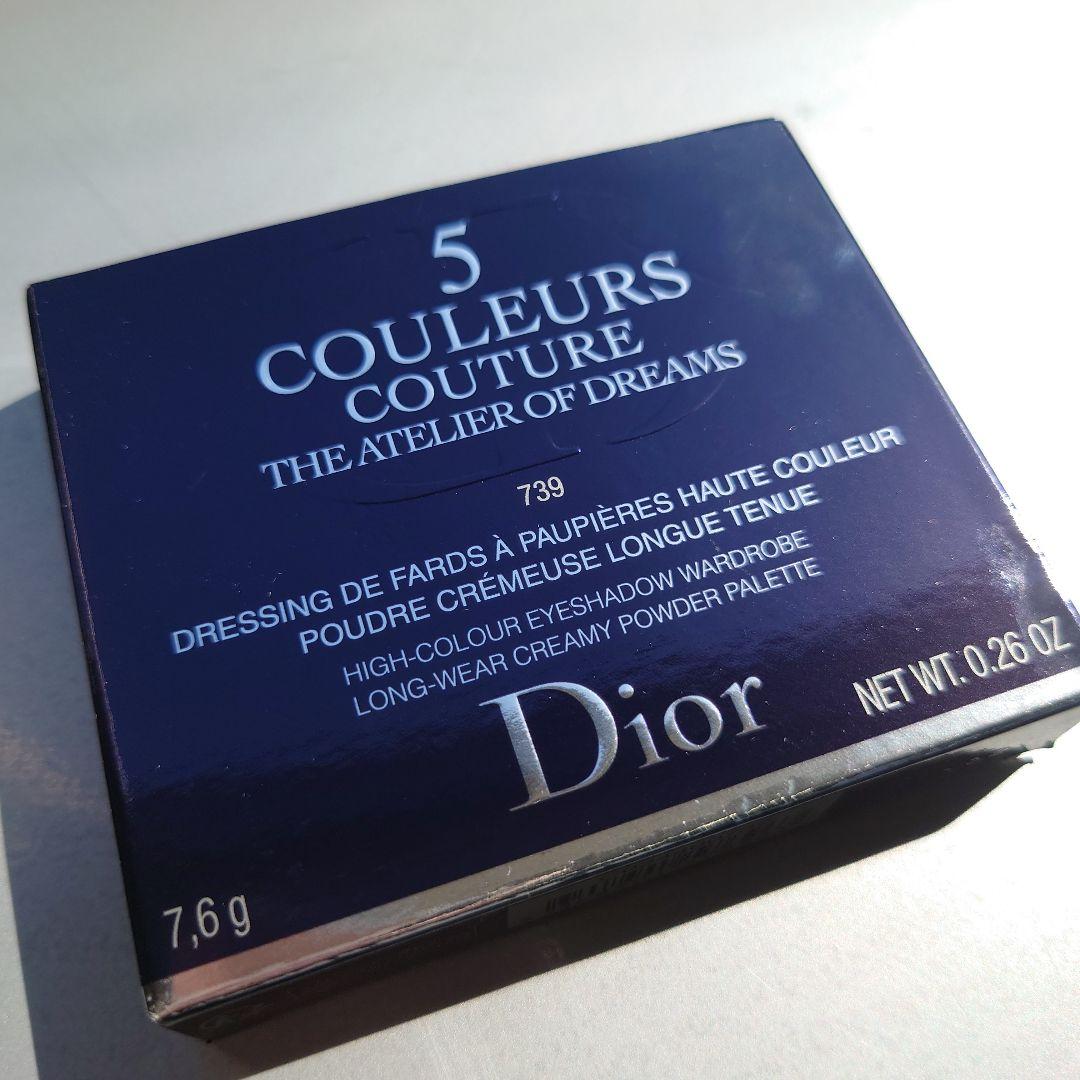 5
COULEURS
COUTURE
THE ATELIER OF DREAMS
739
DRESSING DE FARDS À PAUPIÈRES HAUTE COULEUR
POUDRE CRÉMEUSE LONGUE TENUE
HIGH-COLOUR EYESHADOW WARDROBE
LONG-WEAR CREAMY POWDER PALETTE
Dior
7,6 g
NET WT. 0.26 OZ